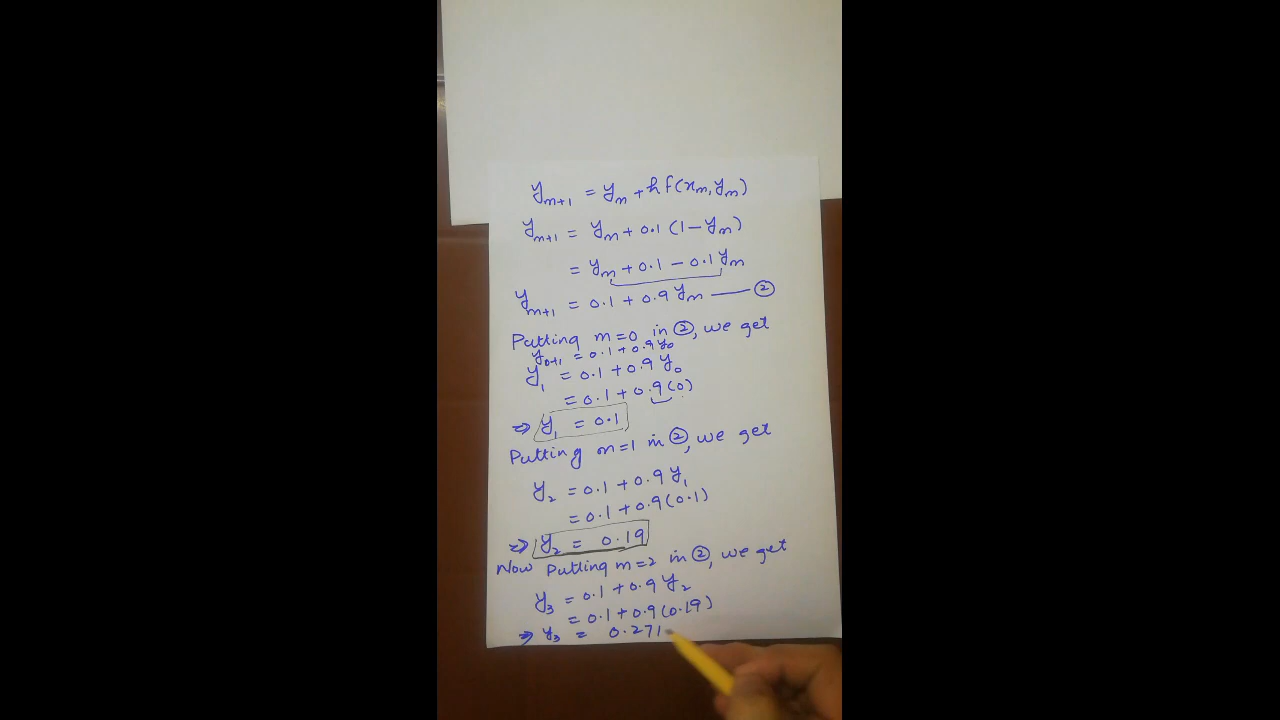 y_{m+1} = y_m + h f(x_m, y_m)
y_{m+1} = y_m + 0.1 (1 - y_m)
= y_m + 0.1 - 0.1 y_m
y_{m+1} = 0.1 + 0.9 y_m —— ②
Putting m=0 in ②, we get
y_{0+1} = 0.1 + 0.9 y_0
y_1 = 0.1 + 0.9 y_0
= 0.1 + 0.9 (0)
⇒ y_1 = 0.1
Putting m=1 in ②, we get
y_2 = 0.1 + 0.9 y_1
= 0.1 + 0.9 (0.1)
⇒ y_2 = 0.19
Now Putting m=2 in ②, we get
y_3 = 0.1 + 0.9 y_2
= 0.1 + 0.9 (0.19)
⇒ y_3 = 0.271